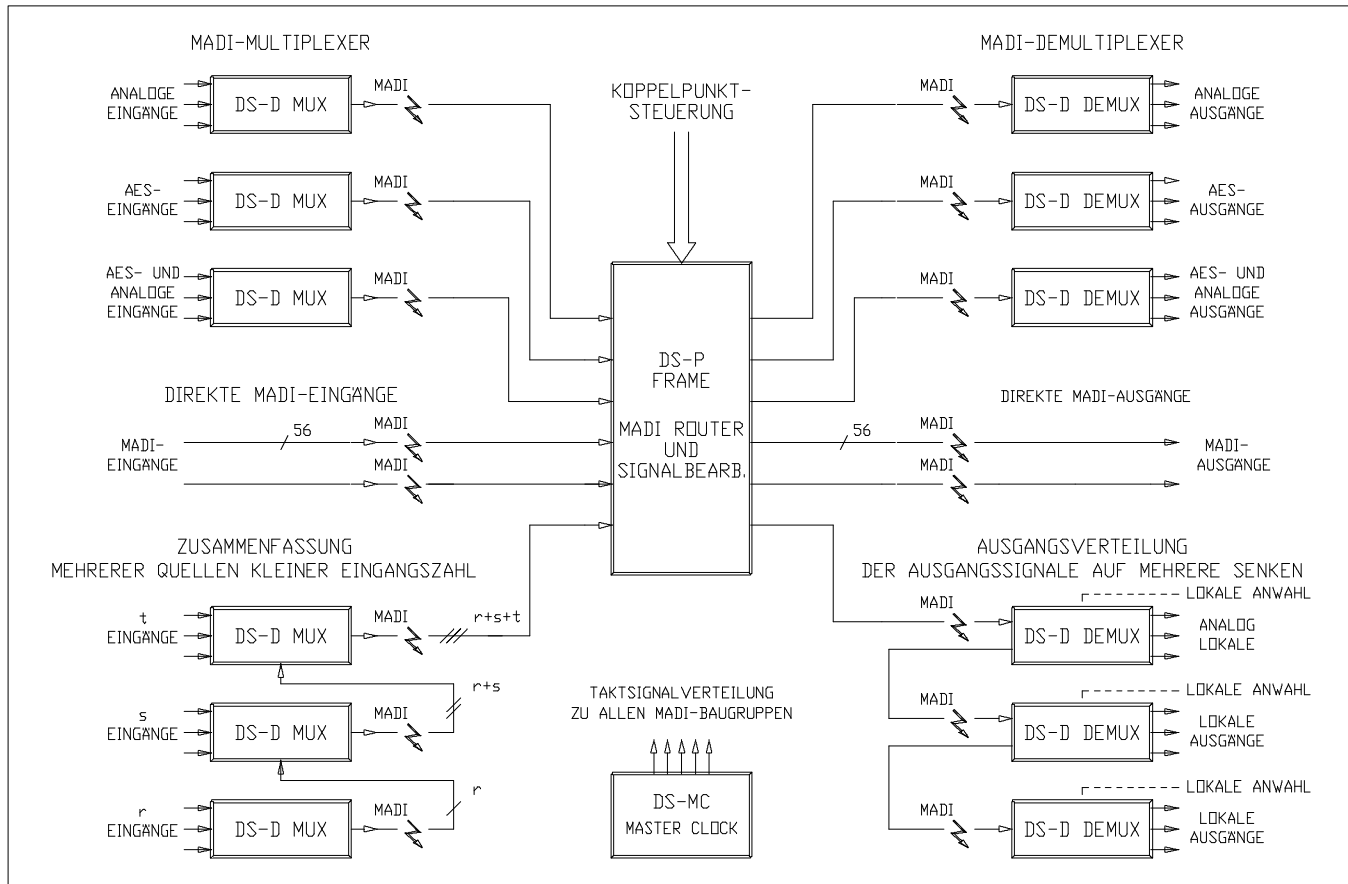 MADI-MULTIPLEXER
ANALOGE
EINGÄNGE
DS-D MUX
MADI
AES-
EINGÄNGE
DS-D MUX
MADI
AES- UND
ANALOGE
EINGÄNGE
DS-D MUX
MADI
DIREKTE MADI-EINGÄNGE
56
MADI
MADI-
EINGÄNGE
MADI
ZUSAMMENFASSUNG
MEHRERER QUELLEN KLEINER EINGANGSZAHL
t
EINGÄNGE
DS-D MUX
MADI
r+s+t
s
EINGÄNGE
DS-D MUX
MADI
r+s
r
EINGÄNGE
DS-D MUX
MADI
r
KOPPELPUNKT-
STEUERUNG
DS-P
FRAME
MADI ROUTER
UND
SIGNALBEARB.
TAKTSIGNALVERTEILUNG
ZU ALLEN MADI-BAUGRUPPEN
DS-MC
MASTER CLOCK
MADI-DEMULTIPLEXER
MADI
DS-D DEMUX
ANALOGE
AUSGÄNGE
MADI
DS-D DEMUX
AES-
AUSGÄNGE
MADI
DS-D DEMUX
AES- UND
ANALOGE
AUSGÄNGE
DIREKTE MADI-AUSGÄNGE
56
MADI
MADI-
AUSGÄNGE
MADI
AUSGANGSVERTEILUNG
DER AUSGANGSSIGNALE AUF MEHRERE SENKEN
MADI
DS-D DEMUX
LOKALE ANWAHL
ANALOG
LOKALE
MADI
DS-D DEMUX
LOKALE ANWAHL
LOKALE
AUSGÄNGE
MADI
DS-D DEMUX
LOKALE ANWAHL
LOKALE
AUSGÄNGE